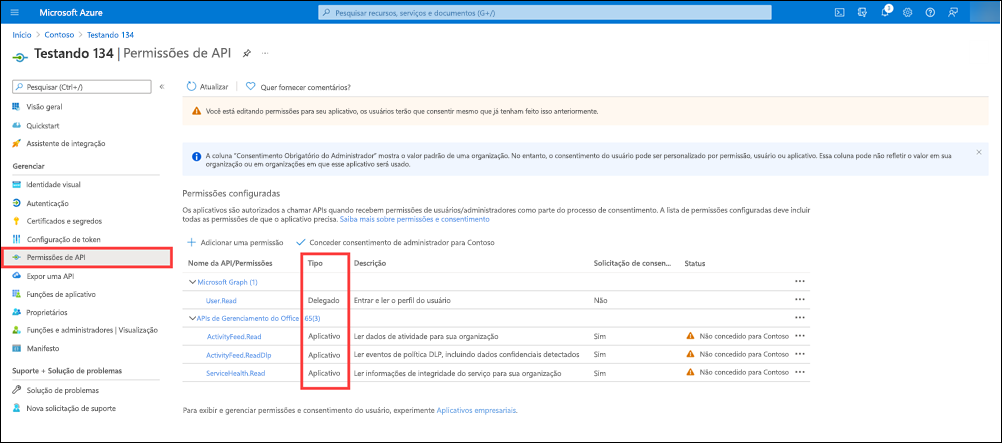 Microsoft Azure
Pesquisar recursos, serviços e documentos (G+/)
Início > Contoso > Testando 134
Testando 134 | Permissões de API
Pesquisar (Ctrl+/)
Visão geral
Quickstart
Assistente de integração
Gerenciar
Identidade visual
Autenticação
Certificados e segredos
Configuração de token
Permissões de API
Expor uma API
Funções de aplicativo
Proprietários
Funções e administradores | Visualização
Manifesto
Suporte + Solução de problemas
Solução de problemas
Nova solicitação de suporte
Atualizar
Quer fornecer comentários?
Você está editando permissões para seu aplicativo, os usuários terão que consentir mesmo que já tenham feito isso anteriormente.
A coluna "Consentimento Obrigatório do Administrador" mostra o valor padrão de uma organização. No entanto, o consentimento do usuário pode ser personalizado por permissão, usuário ou aplicativo. Essa coluna pode não refletir o valor em sua
organização ou em organizações em que esse aplicativo será usado.
Permissões configuradas
Os aplicativos são autorizados a chamar APIs quando recebem permissões de usuários/administradores como parte do processo de consentimento. A lista de permissões configuradas deve incluir
todas as permissões de que o aplicativo precisa. Saiba mais sobre permissões e consentimento
Adicionar uma permissão
Conceder consentimento de administrador para Contoso
Nome da API/Permissões Tipo Descrição Solicitação de consen... Status
Microsoft Graph (1)
User.Read Delegado Entrar e ler o perfil do usuário Não
APIs de Gerenciamento do Office 65(3)
ActivityFeed.Read Aplicativo Ler dados de atividade para sua organização Sim Não concedido para Contoso
ActivityFeed.ReadDlp Aplicativo Ler eventos de política DLP, incluindo dados confidenciais detectados Sim Não concedido para Contoso
ServiceHealth.Read Aplicativo Ler informações de integridade do serviço para sua organização Sim Não concedido para Contoso
Para exibir e gerenciar permissões e consentimento do usuário, experimente Aplicativos empresariais.